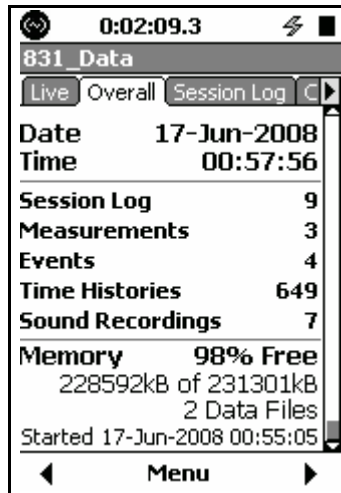 0:02:09.3
831_Data
Live Overall Session Log C
Date 17-Jun-2008
Time 00:57:56
Session Log 9
Measurements 3
Events 4
Time Histories 649
Sound Recordings 7
Memory 98% Free
228592kB of 231301kB
2 Data Files
Started 17-Jun-2008 00:55:05
Menu